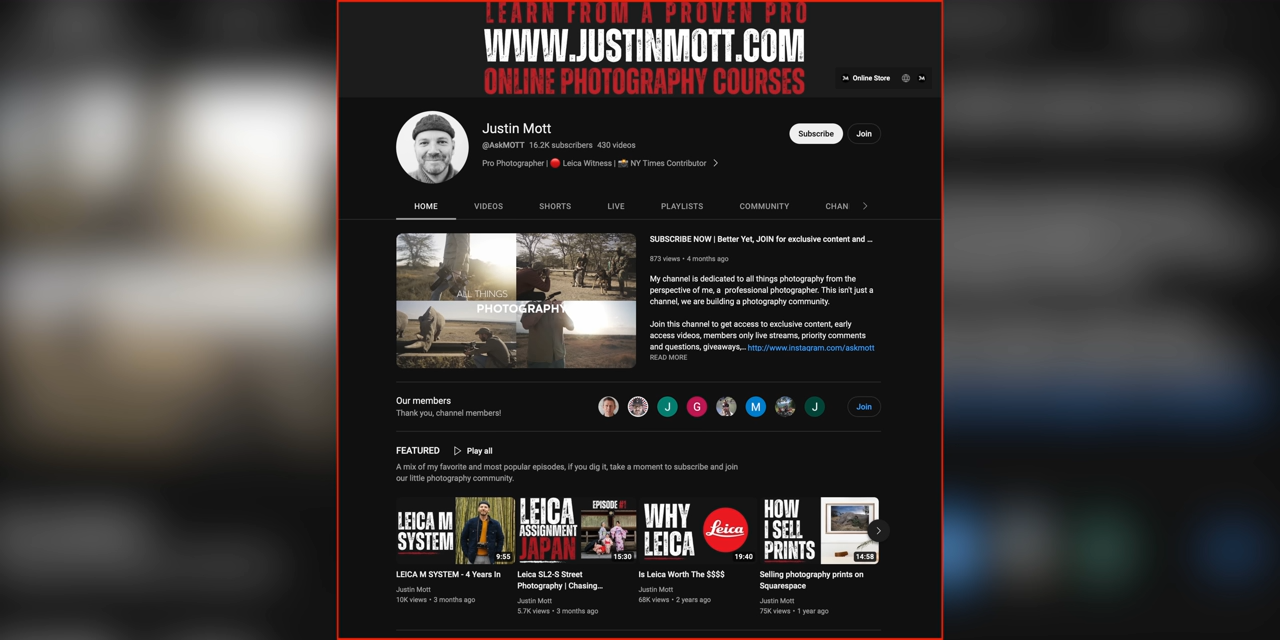 LEARN FROM A PROVEN PRO
WWW.JUSTINMOTT.COM
ONLINE PHOTOGRAPHY COURSES
Online Store
Justin Mott
@AskMOTT 16.2K subscribers 430 videos
Pro Photographer | 🔴 Leica Witness | 📸 NY Times Contributor
Subscribe
Join
HOME VIDEOS SHORTS LIVE PLAYLISTS COMMUNITY CHAN
ALL THINGS
PHOTOGRAPHY
SUBSCRIBE NOW | Better Yet, JOIN for exclusive content and ...
873 views • 4 months ago
My channel is dedicated to all things photography from the
perspective of me, a professional photographer. This isn't just a
channel, we are building a photography community.
Join this channel to get access to exclusive content, early
access videos, members only live streams, priority comments
and questions, giveaways,... http://www.instagram.com/askmott
READ MORE
Our members
Thank you, channel members!
J G M J
Join
FEATURED Play all
A mix of my favorite and most popular episodes, if you dig it, take a moment to subscribe and join
our little photography community.
LEICA M
SYSTEM
9:55
LEICA M SYSTEM - 4 Years In
Justin Mott
10K views • 3 months ago
LEICA
ASSIGNMENT
JAPAN
EPISODE #1
15:30
Leica SL2-S Street
Photography | Chasing...
Justin Mott
5.7K views • 3 months ago
WHY
LEICA
Leica
19:40
Is Leica Worth The $$$$
Justin Mott
68K views • 2 years ago
HOW
I SELL
PRINTS
14:58
Selling photography prints on
Squarespace
Justin Mott
75K views • 1 year ago